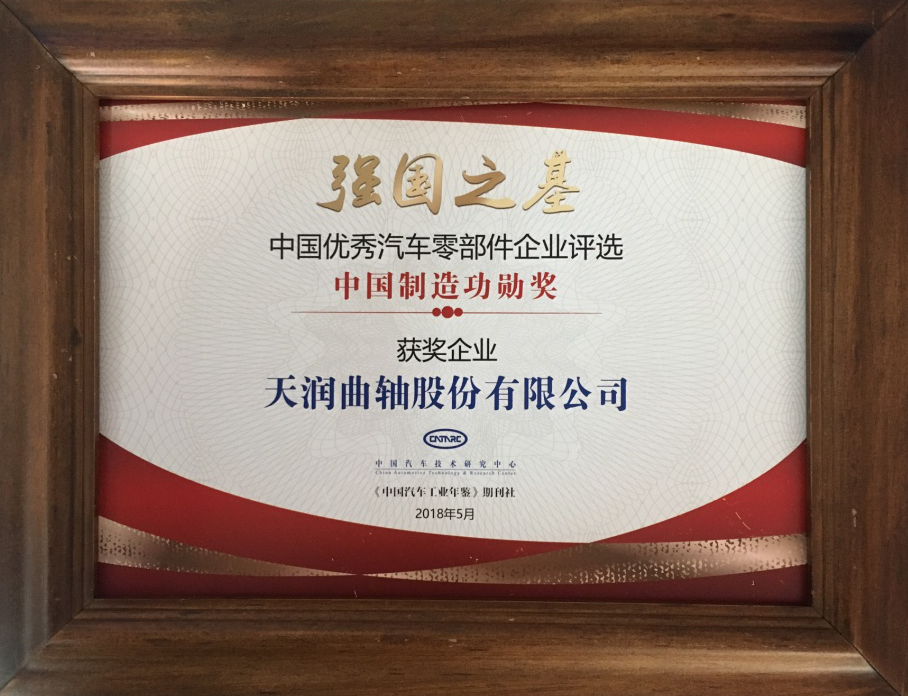 强国之基
中国优秀汽车零部件企业评选
中国制造功勋奖
获奖企业
天润曲轴股份有限公司
CATARC
中国汽车技术研究中心
China Automotive Technology & Research Center
《中国汽车工业年鉴》期刊社
2018年5月